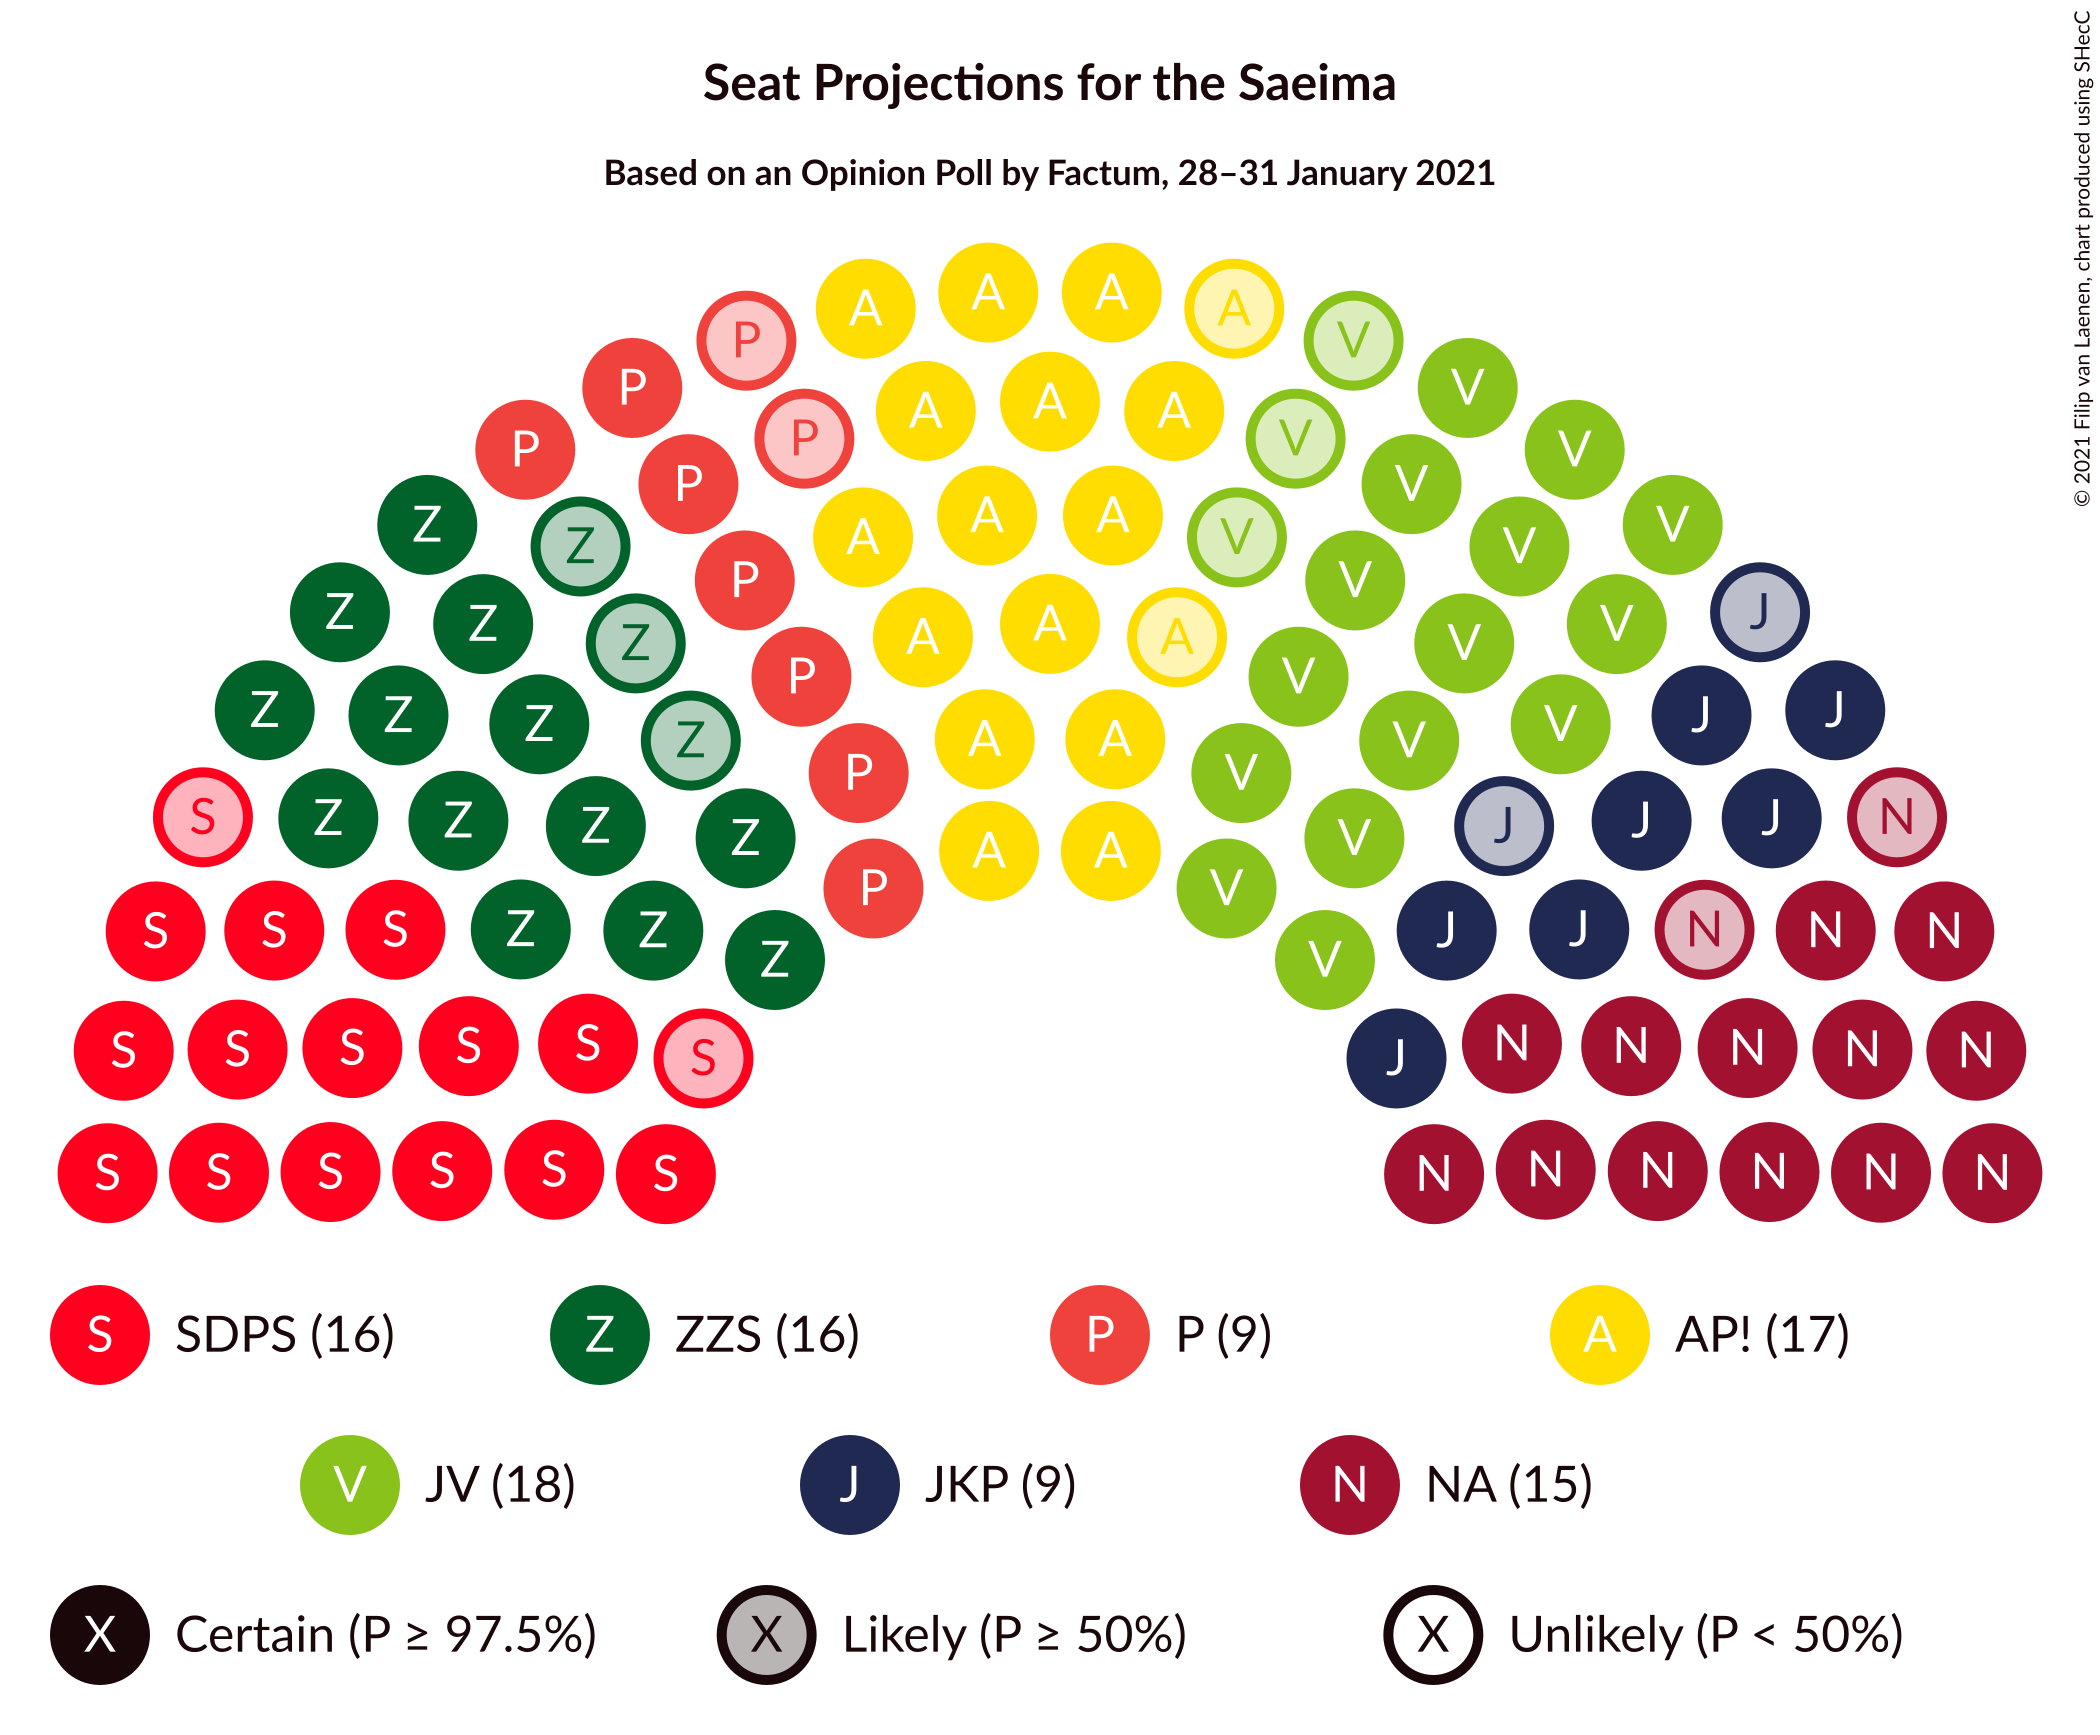 Seat Projections for the Saeima
Based on an Opinion Poll by Factum, 28–31 January 2021
© 2021 Filip van Laenen, chart produced using SHecC
A A
A A
P V
P V
A A A
P V
P V
P V
A A
A V
Z V
Z V
P V
Z J
Z V
A A A
Z V
P V
Z J
Z V
Z V
A A
S N
Z J
Z J
Z J
P V
Z V
A A
P V
S S S Z Z J J N N N
Z V
S S S S S S J N N N N N
S S S S S S N N N N N N
S SDPS (16) Z ZZS (16) P P (9) A AP! (17)
V JV (18) J JKP (9) N NA (15)
X Certain (P ≥ 97.5%) X Likely (P ≥ 50%) X Unlikely (P < 50%)